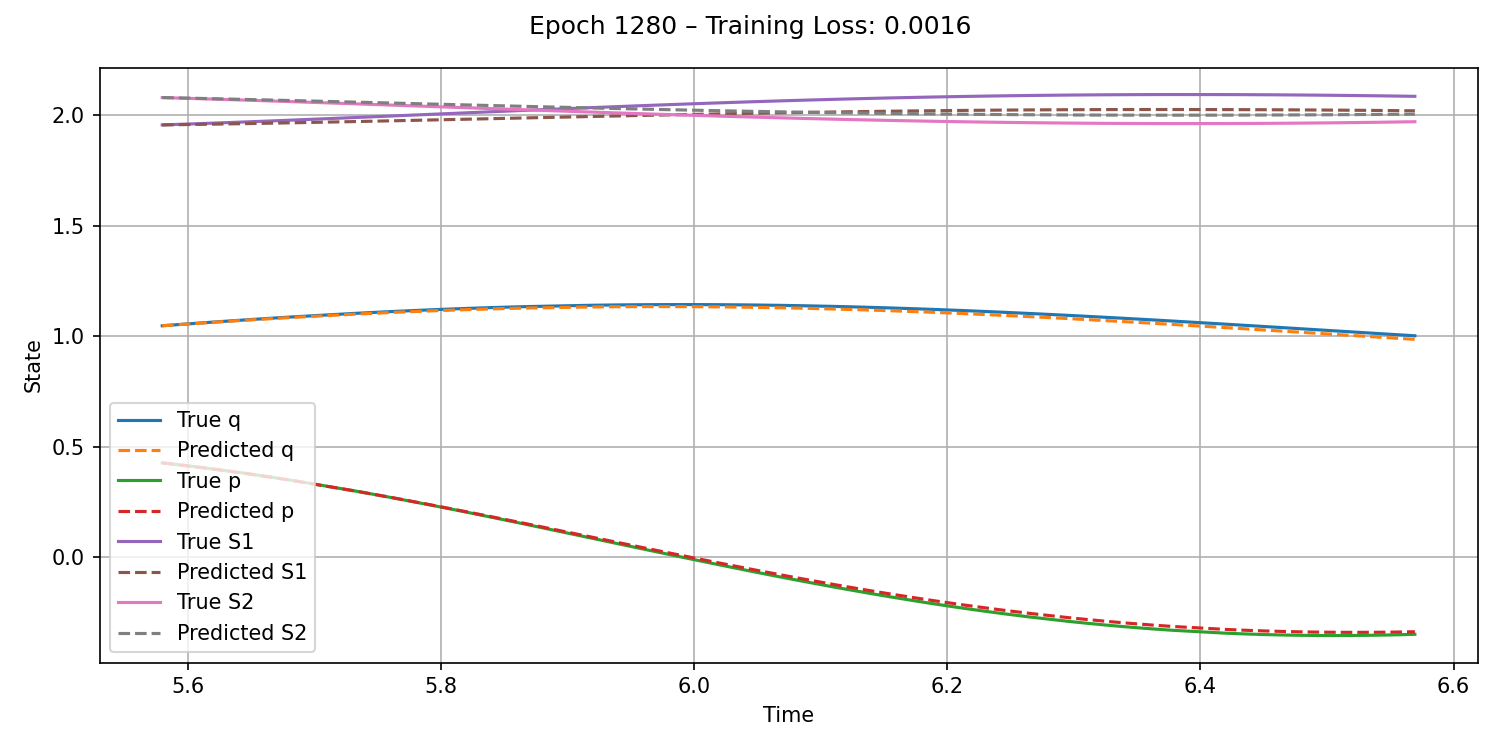 Epoch 1280 – Training Loss: 0.0016
2.0
1.5
1.0
0.5
0.0
State
True q
Predicted q
True p
Predicted p
True S1
Predicted S1
True S2
Predicted S2
5.6 5.8 6.0 6.2 6.4 6.6
Time